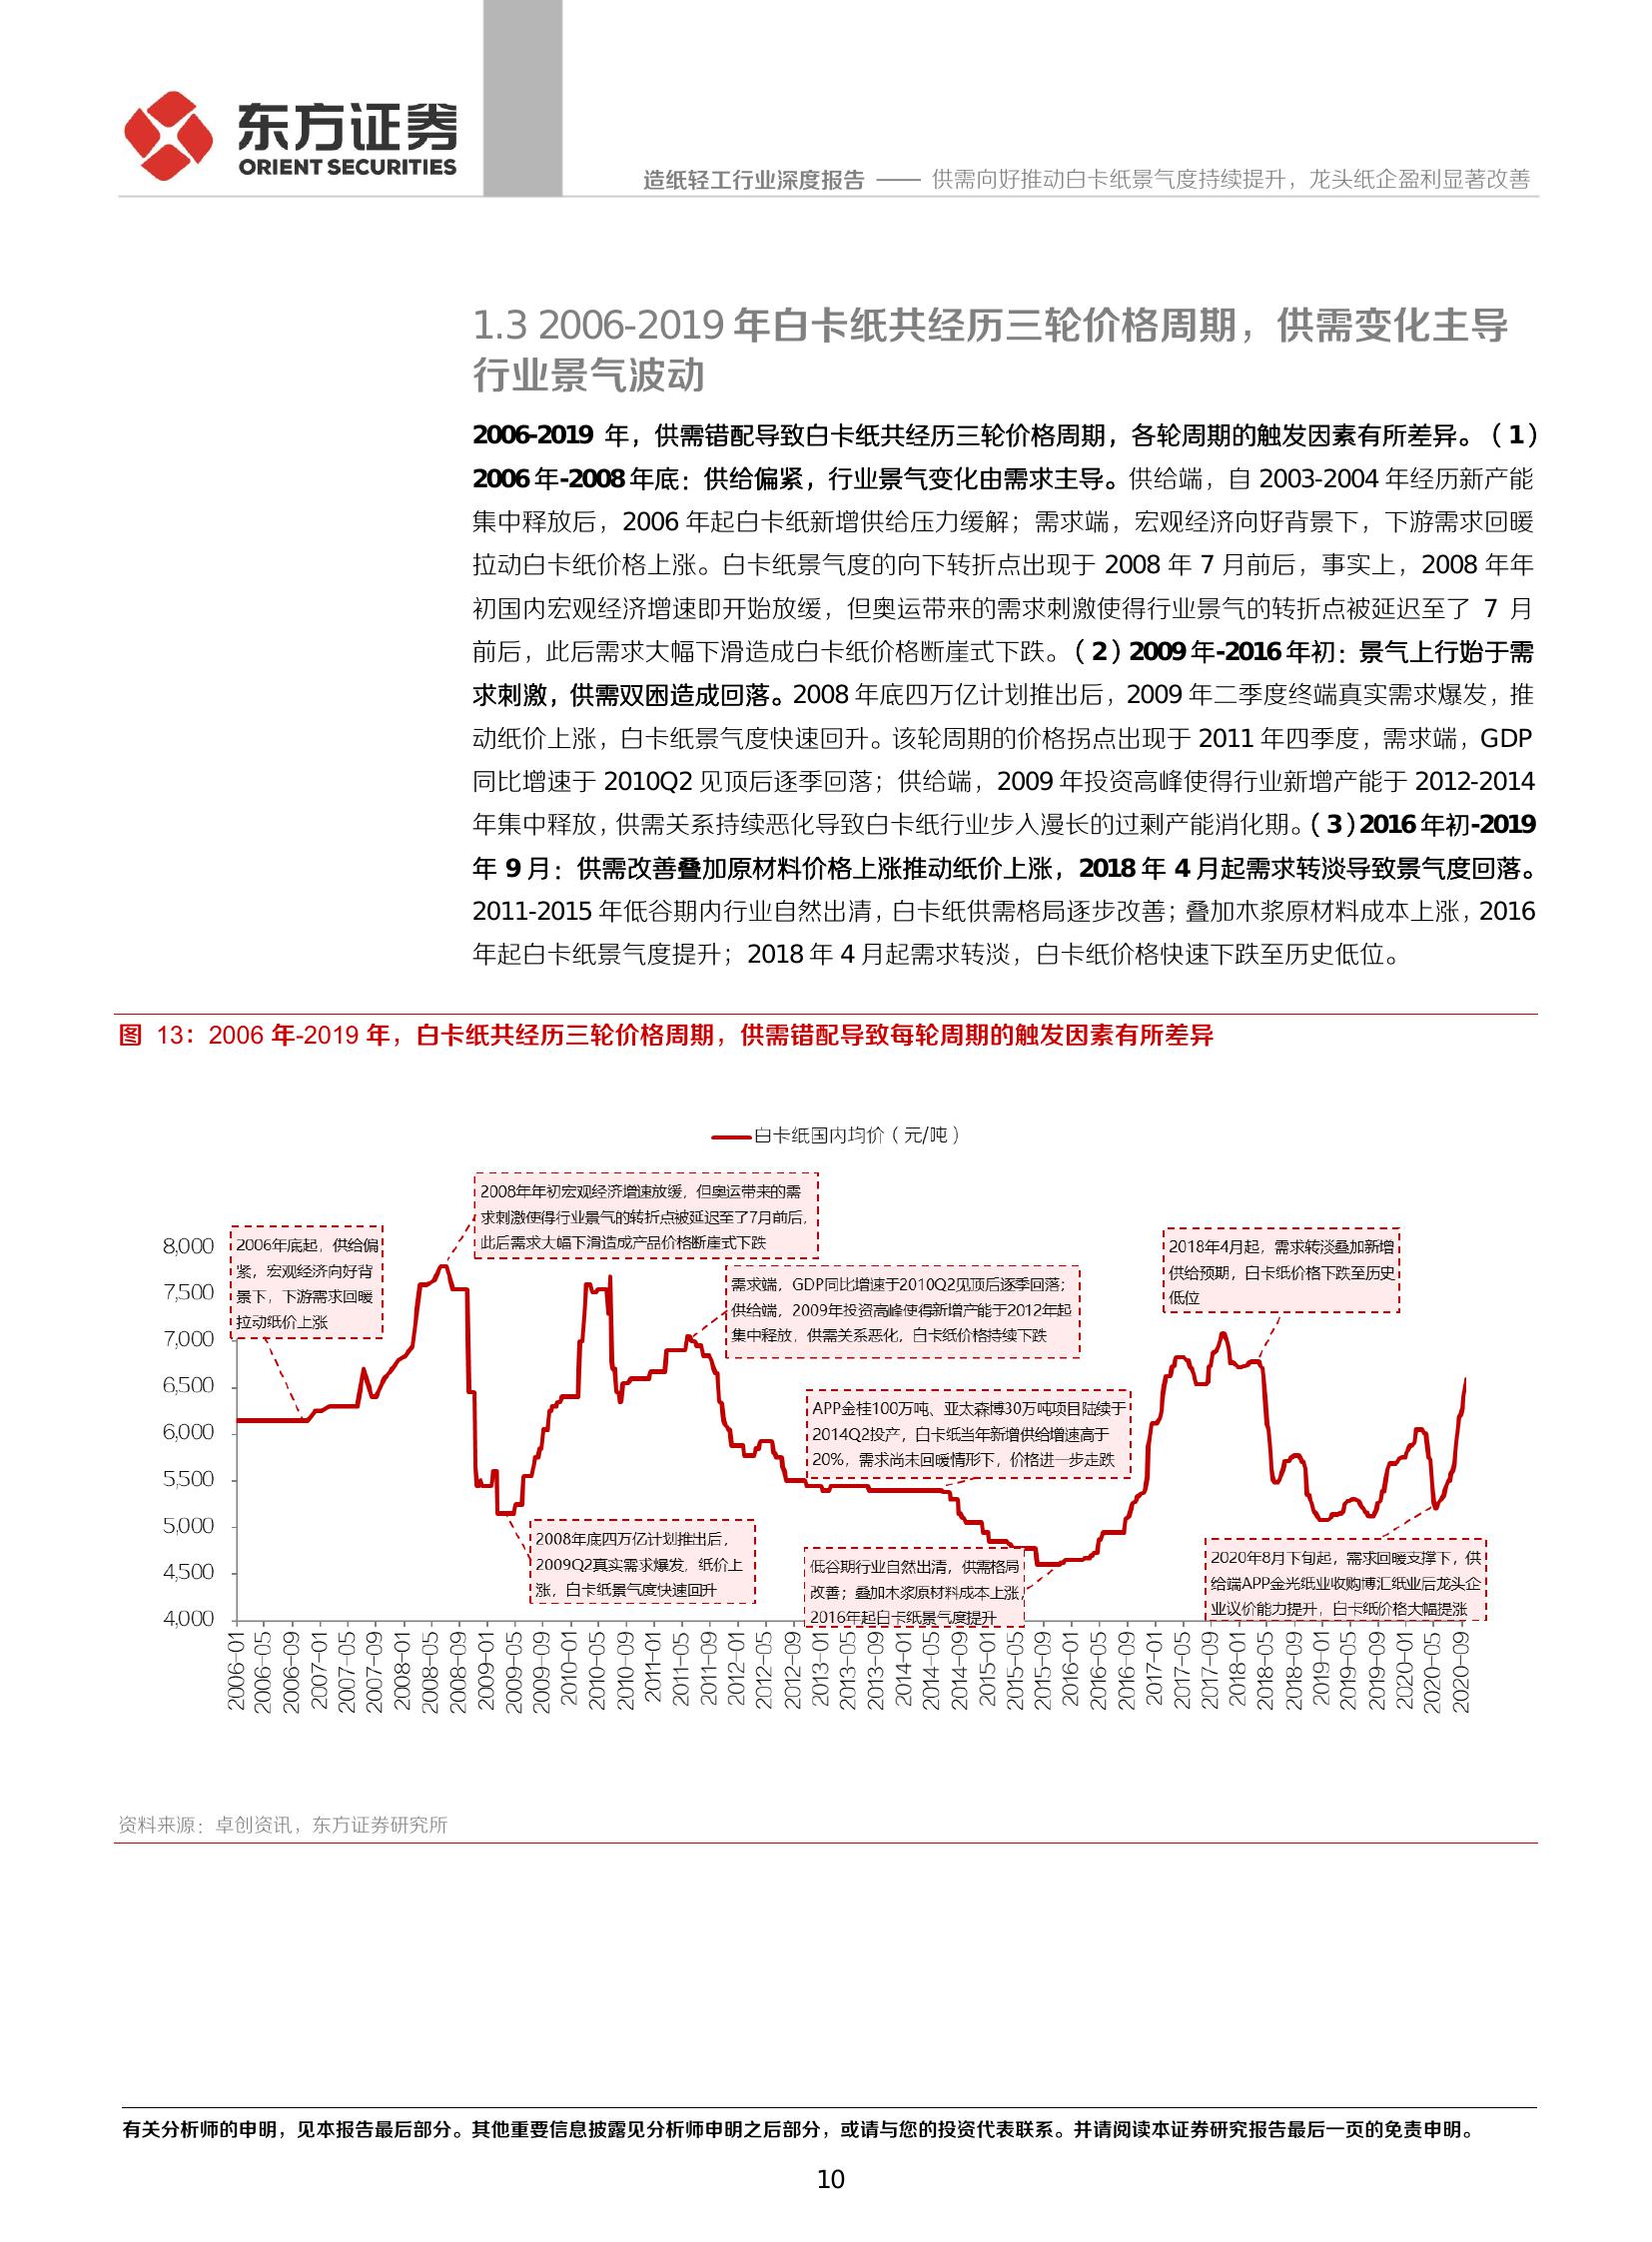 东方证券
ORIENT SECURITIES
造纸轻工行业深度报告 —— 供需向好推动白卡纸景气度持续提升，龙头纸企盈利显著改善
1.3 2006-2019 年白卡纸共经历三轮价格周期，供需变化主导
行业景气波动
2006-2019 年，供需错配导致白卡纸共经历三轮价格周期，各轮周期的触发因素有所差异。（1）
2006 年-2008 年底：供给偏紧，行业景气变化由需求主导。供给端，自 2003-2004 年经历新产能
集中释放后，2006 年起白卡纸新增供给压力缓解；需求端，宏观经济向好背景下，下游需求回暖
拉动白卡纸价格上涨。白卡纸景气度的向下转折点出现于 2008 年 7 月前后，事实上，2008 年年
初国内宏观经济增速即开始放缓，但奥运带来的需求刺激使得行业景气的转折点被延迟至了 7 月
前后，此后需求大幅下滑造成白卡纸价格断崖式下跌。（2）2009 年-2016 年初：景气上行始于需
求刺激，供需双困造成回落。2008 年底四万亿计划推出后，2009 年二季度终端真实需求爆发，推
动纸价上涨，白卡纸景气度快速回升。该轮周期的价格拐点出现于 2011 年四季度，需求端，GDP
同比增速于 2010Q2 见顶后逐季回落；供给端，2009 年投资高峰使得行业新增产能于 2012-2014
年集中释放，供需关系持续恶化导致白卡纸行业步入漫长的过剩产能消化期。（3）2016 年初-2019
年 9 月：供需改善叠加原材料价格上涨推动纸价上涨，2018 年 4 月起需求转淡导致景气度回落。
2011-2015 年低谷期内行业自然出清，白卡纸供需格局逐步改善；叠加木浆原材料成本上涨，2016
年起白卡纸景气度提升；2018 年 4 月起需求转淡，白卡纸价格快速下跌至历史低位。
图 13：2006 年-2019 年，白卡纸共经历三轮价格周期，供需错配导致每轮周期的触发因素有所差异
白卡纸国内均价（元/吨）
2008年年初宏观经济增速放缓，但奥运带来的需
求刺激使得行业景气的转折点被延迟至了7月前后，
此后需求大幅下滑造成产品价格断崖式下跌
2006年底起，供给偏
紧，宏观经济向好背
景下，下游需求回暖
拉动纸价上涨
需求端，GDP同比增速于2010Q2见顶后逐季回落；
供给端，2009年投资高峰使得新增产能于2012年起
集中释放，供需关系恶化，白卡纸价格持续下跌
2018年4月起，需求转淡叠加新增
供给预期，白卡纸价格下跌至历史
低位
APP金桂100万吨、亚太森博30万吨项目陆续于
2014Q2投产，白卡纸当年新增供给增速高于
20%，需求尚未回暖情形下，价格进一步走跌
2008年底四万亿计划推出后，
2009Q2真实需求爆发，纸价上
涨，白卡纸景气度快速回升
低谷期行业自然出清，供需格局
改善；叠加木浆原材料成本上涨，
2016年起白卡纸景气度提升
2020年8月下旬起，需求回暖支撑下，供
给端APP金光纸业收购博汇纸业后龙头企
业议价能力提升，白卡纸价格大幅提涨
8,000
7,500
7,000
6,500
6,000
5,500
5,000
4,500
4,000
2006-01
2006-05
2006-09
2007-01
2007-05
2007-09
2008-01
2008-05
2008-09
2009-01
2009-05
2009-09
2010-01
2010-05
2010-09
2011-01
2011-05
2011-09
2012-01
2012-05
2012-09
2013-01
2013-05
2013-09
2014-01
2014-05
2014-09
2015-01
2015-05
2015-09
2016-01
2016-05
2016-09
2017-01
2017-05
2017-09
2018-01
2018-05
2018-09
2019-01
2019-05
2019-09
2020-01
2020-05
2020-09
资料来源：卓创资讯，东方证券研究所
有关分析师的申明，见本报告最后部分。其他重要信息披露见分析师申明之后部分，或请与您的投资代表联系。并请阅读本证券研究报告最后一页的免责申明。
10